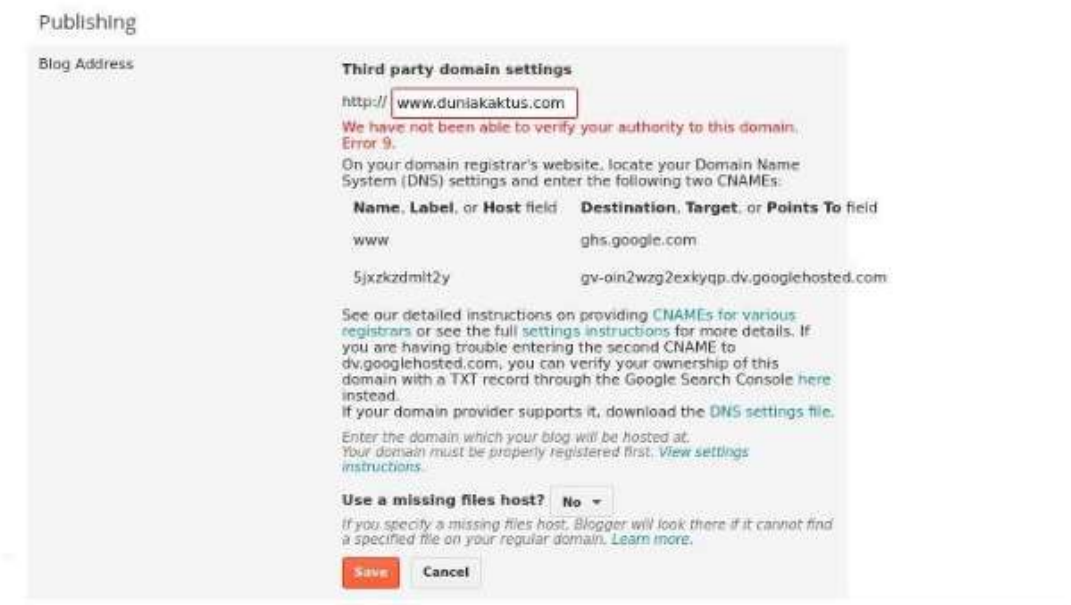 Publishing
Blog Address
Third party domain settings
http:// www.duniakaktus.com
We have not been able to verify your authority to this domain.
Error 9.
On your domain registrar's website, locate your Domain Name
System (DNS) settings and enter the following two CNAMEs:
Name, Label, or Host field Destination, Target, or Points To field
www ghs.google.com
5jxzkzdmlt2y gv-oin2wzg2exkyqp.dv.googlehosted.com
See our detailed instructions on providing CNAMEs for various
registrars or see the full settings instructions for more details. If
you are having trouble entering the second CNAME to
dv.googlehosted.com, you can verify your ownership of this
domain with a TXT record through the Google Search Console here
instead.
If your domain provider supports it, download the DNS settings file.
Enter the domain which your blog will be hosted at.
Your domain must be properly registered first. View settings
instructions.
Use a missing files host? No
If you specify a missing files host, Blogger will look there if it cannot find
a specified file on your regular domain. Learn more.
Save Cancel